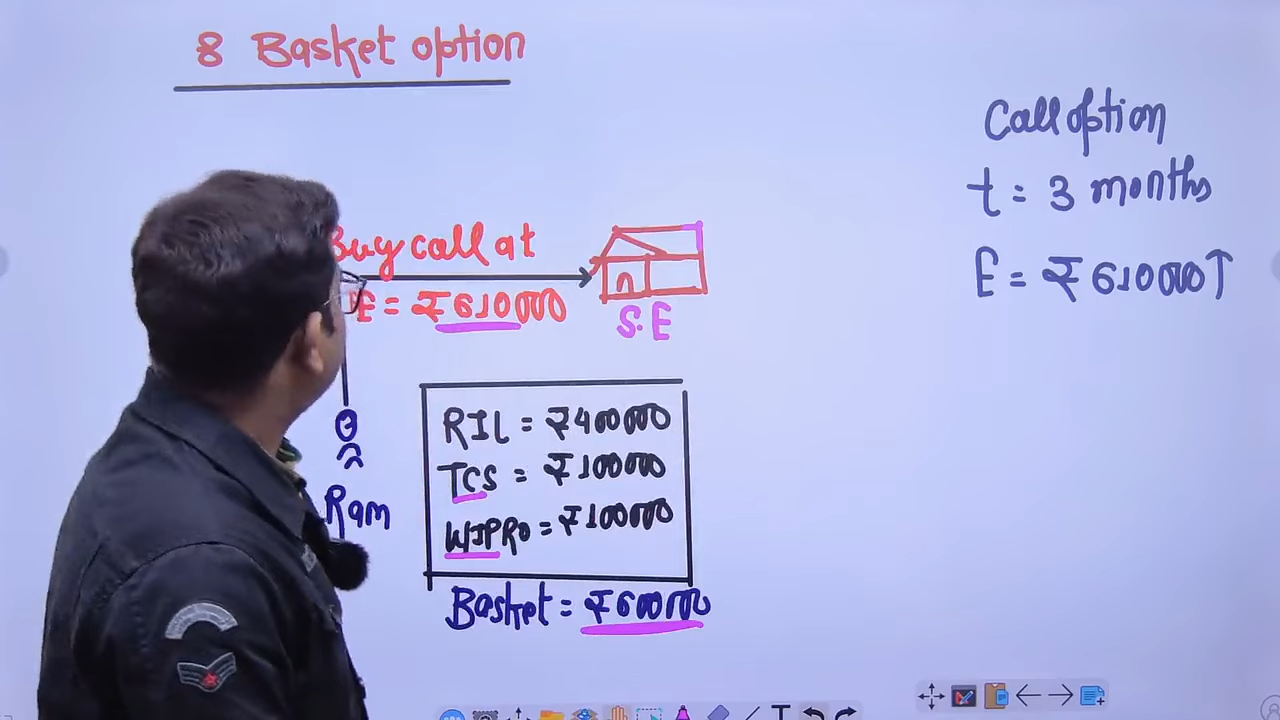 8 Basket option
Call option
t = 3 months
E = ₹ 610000↑
Buy call at
E = ₹ 610000
S.E
RIL = ₹400000
TCS = ₹100000
WIPRO = ₹100000
Ram
Basket = ₹600000
T